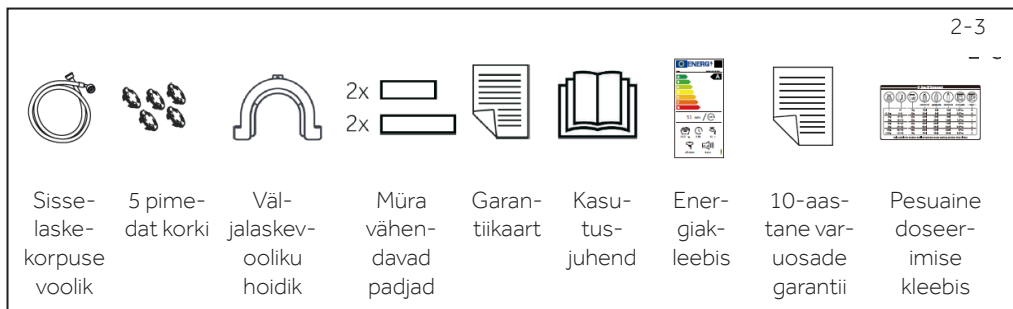 2-3
2x
2x
ENERG
A
Sisse-
laske-
korpuse
voolik
5 pime-
dat korki
Väl-
jalaskev-
ooliku
hoidik
Müra
vähen-
davad
padjad
Garan-
tiikaart
Kasu-
tus-
juhend
Ener-
giak-
leebis
10-aas-
tane var-
uosade
garantii
Pesuaine
doseer-
imise
kleebis